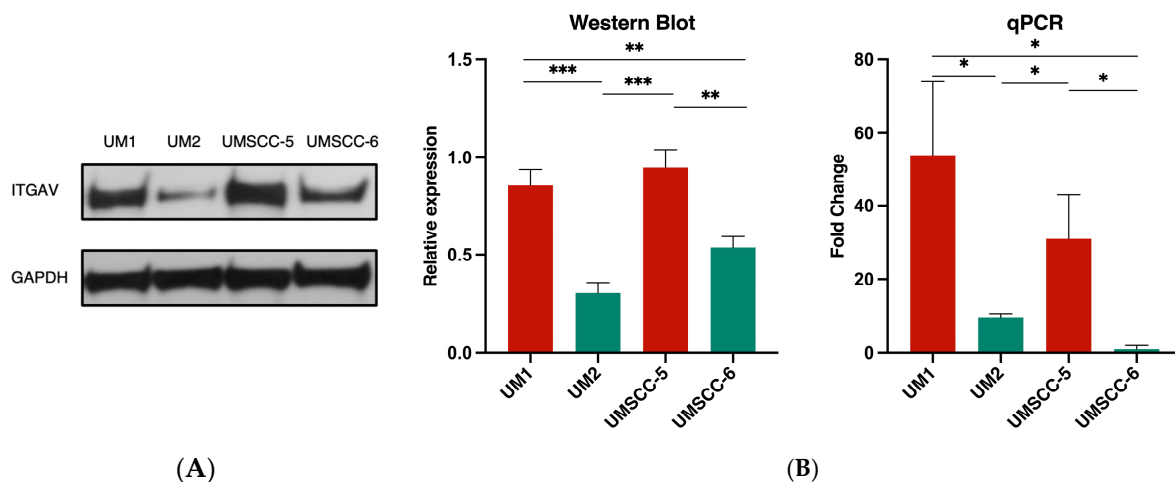 UM1 UM2 UMSCC-5 UMSCC-6
ITGAV
GAPDH
(A)
Western Blot
**
***
***
**
Relative expression
1.5
1.0
0.5
0.0
UM1
UM2
UMSCC-5
UMSCC-6
qPCR
*
*
*
*
Fold Change
80
60
40
20
0
UM1
UM2
UMSCC-5
UMSCC-6
(B)